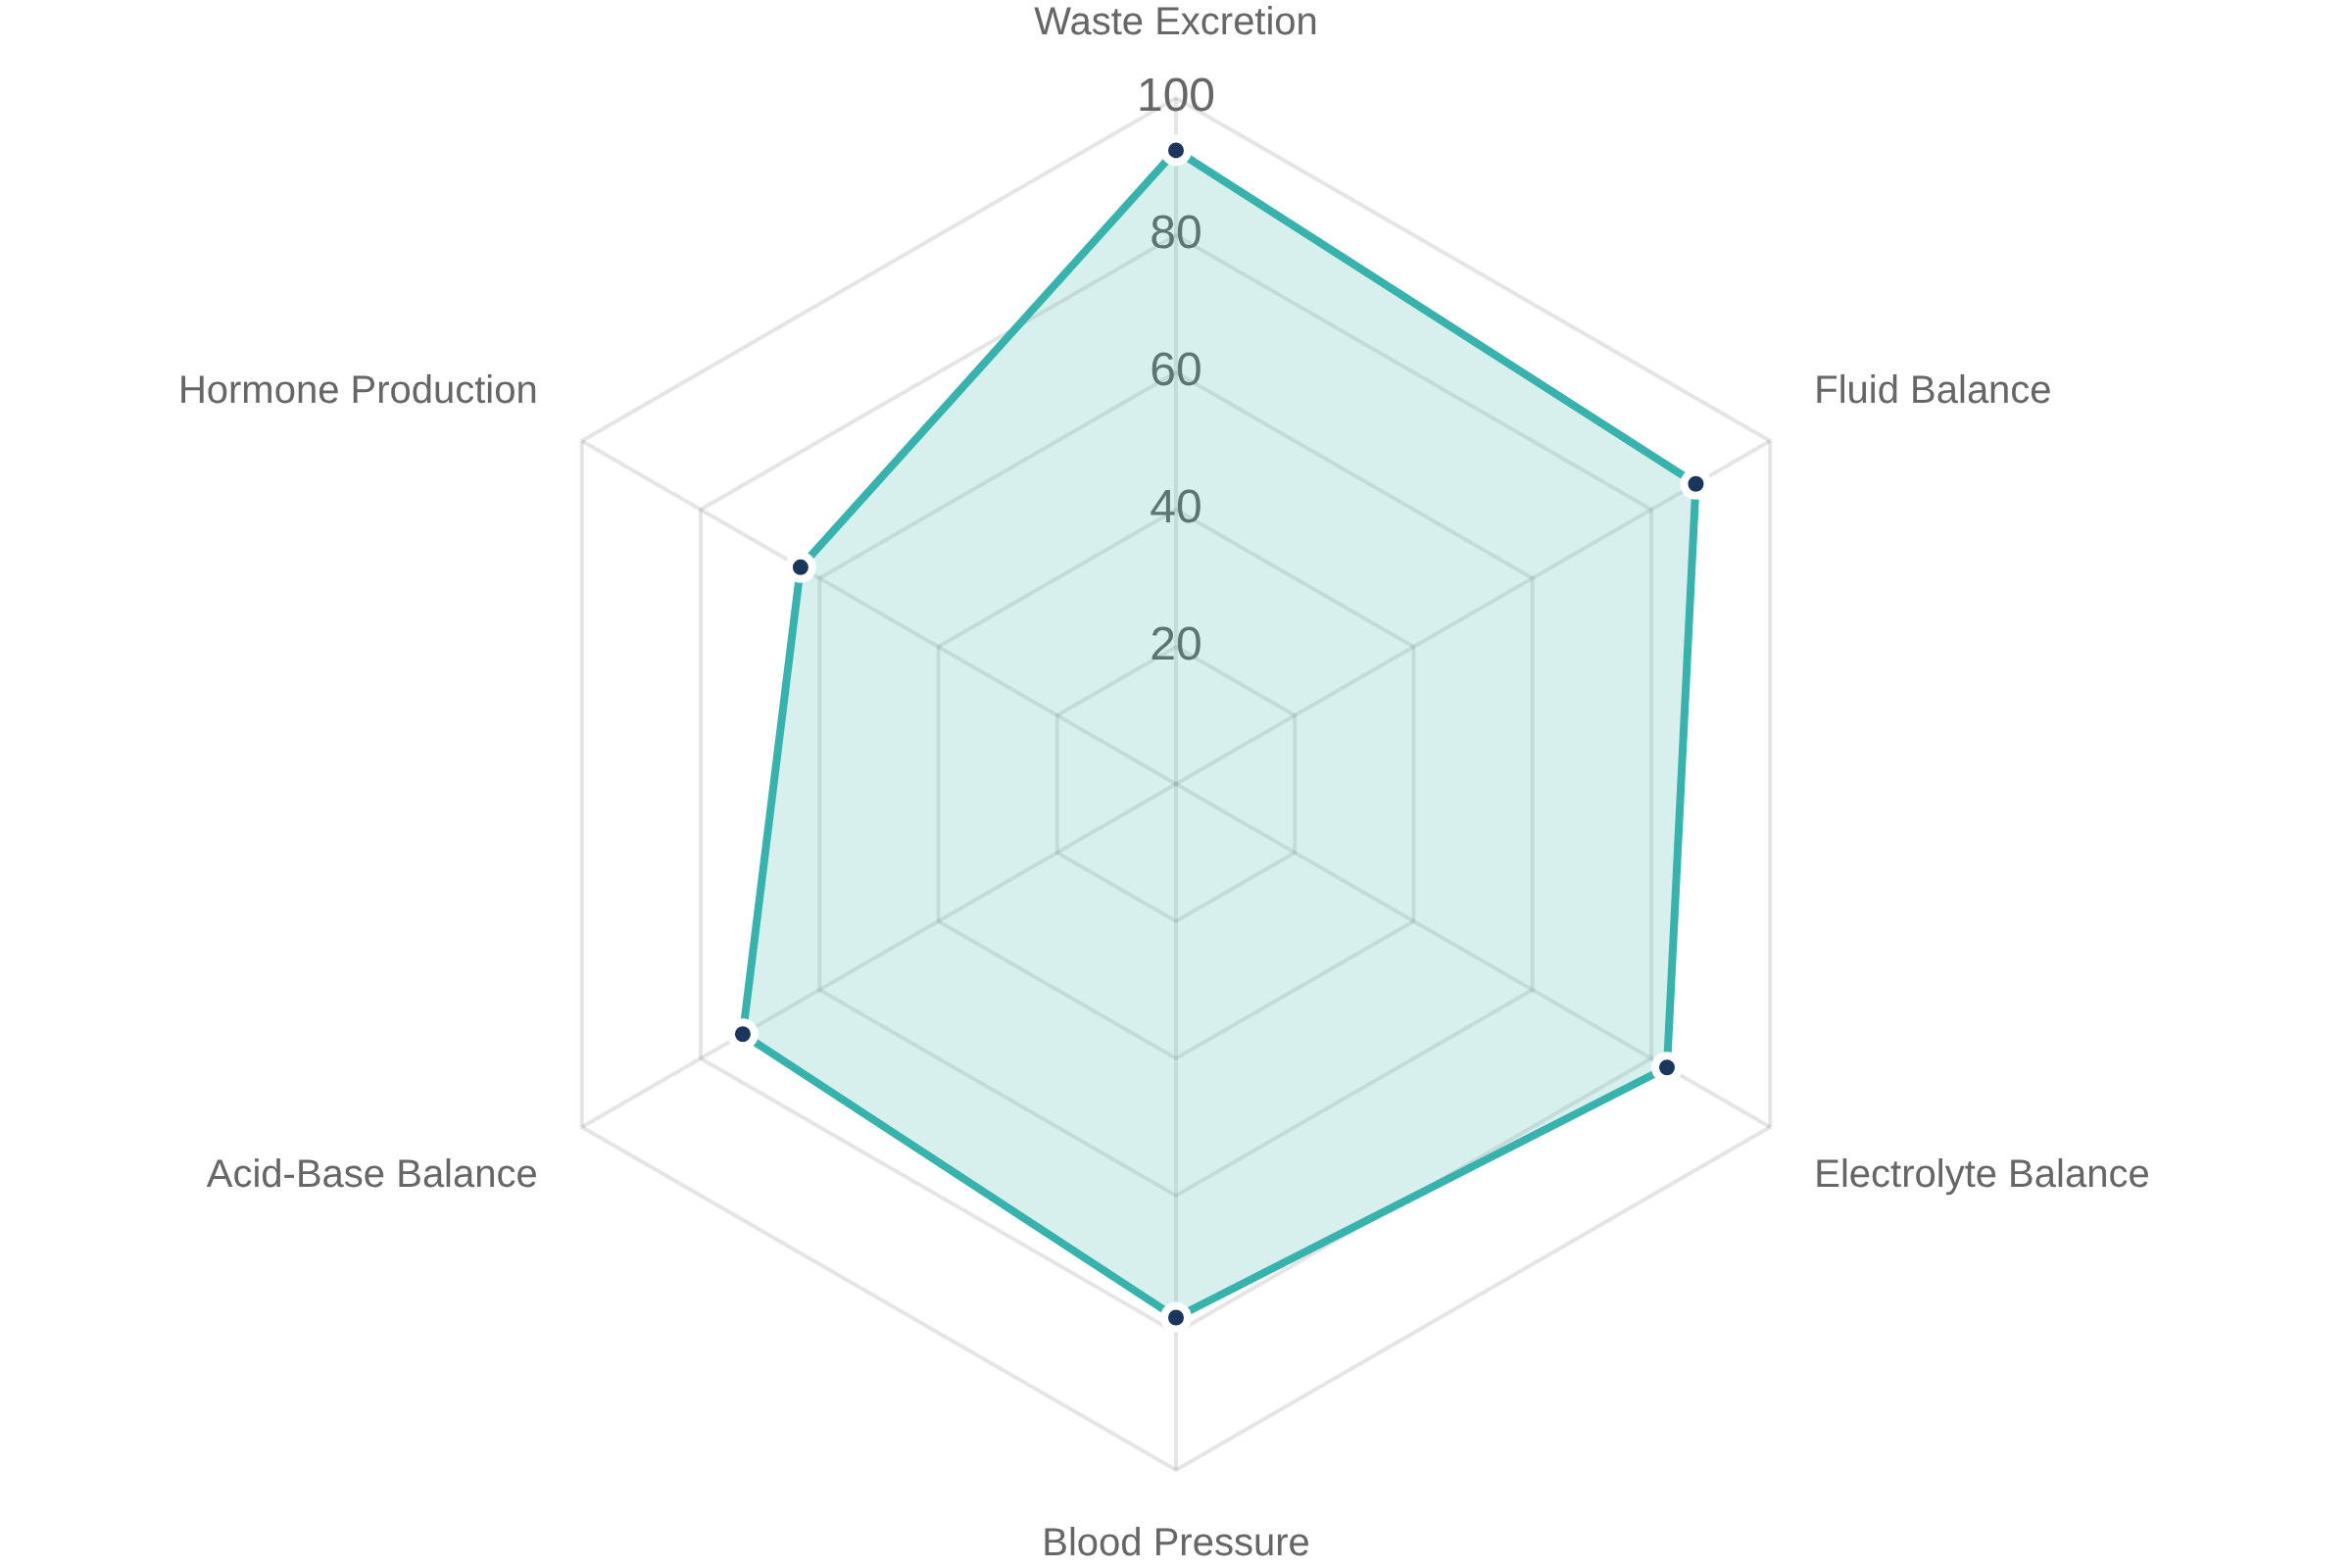 Waste Excretion
100
80
Hormone Production
Fluid Balance
60
40
20
Acid-Base Balance
Electrolyte Balance
Blood Pressure